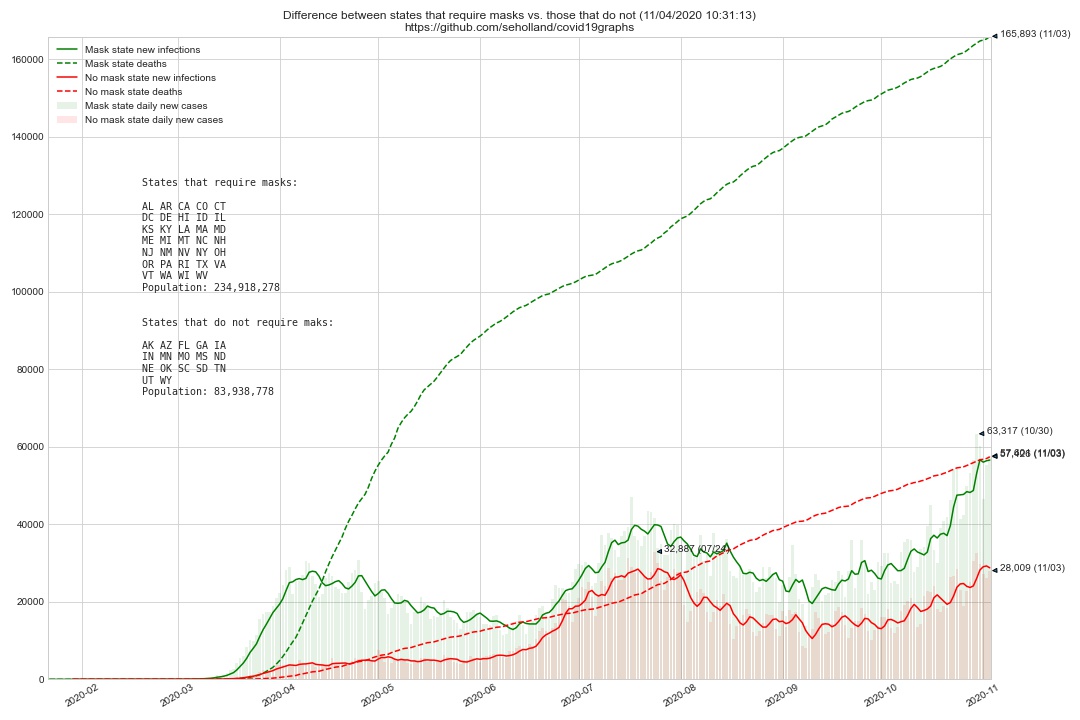 Difference between states that require masks vs. those that do not (11/04/2020 10:31:13)
https://github.com/seholland/covid19graphs
Mask state new infections
Mask state deaths
No mask state new infections
No mask state deaths
Mask state daily new cases
No mask state daily new cases
States that require masks:
AL AR CA CO CT
DC DE HI ID IL
KS KY LA MA MD
ME MI MT NC NH
NJ NM NV NY OH
OR PA RI TX VA
VT WA WI WV
Population: 234,918,278
States that do not require maks:
AK AZ FL GA IA
IN MN MO MS ND
NE OK SC SD TN
UT WY
Population: 83,938,778
165,893 (11/03)
63,317 (10/30)
(11/03)
32,887 (07/24)
28,009 (11/03)
160000
140000
120000
100000
80000
60000
40000
20000
0
2020-02
2020-03
2020-04
2020-05
2020-06
2020-07
2020-08
2020-09
2020-10
2020-11